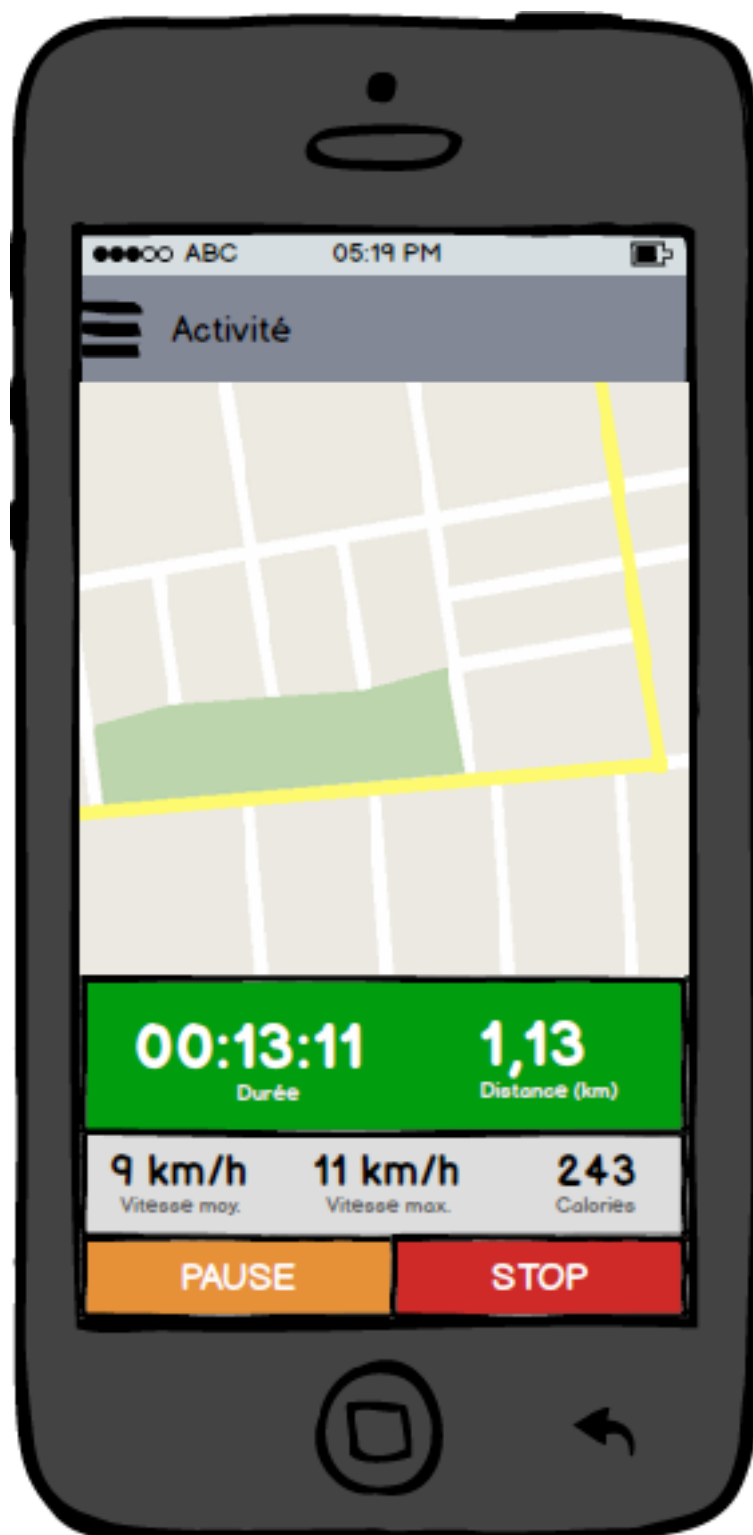 ABC 05:19 PM
Activité
00:13:11 1,13
Durée Distance (km)
9 km/h 11 km/h 243
Vitesse moy. Vitesse max. Calories
PAUSE STOP